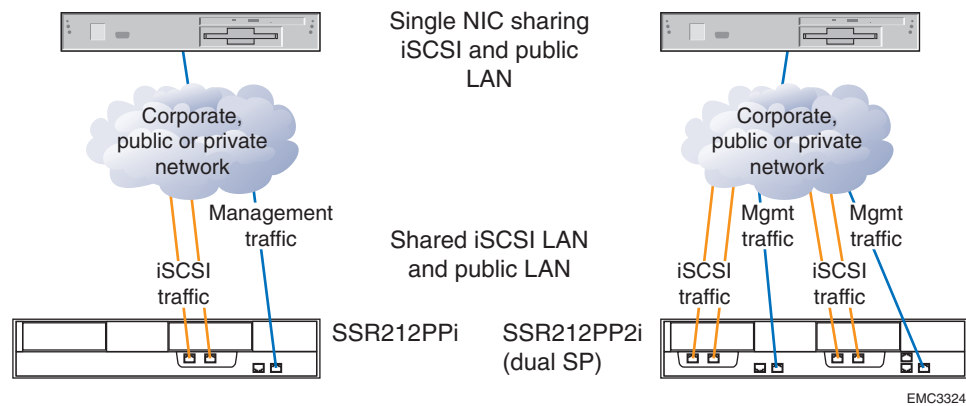 Single NIC sharing
iSCSI and public
LAN
Corporate,
public or private
network
Corporate,
public or private
network
Management
traffic
Mgmt
traffic
Mgmt
traffic
Shared iSCSI LAN
and public LAN
iSCSI
traffic
iSCSI
traffic
iSCSI
traffic
SSR212PPi
SSR212PP2i
(dual SP)
EMC3324